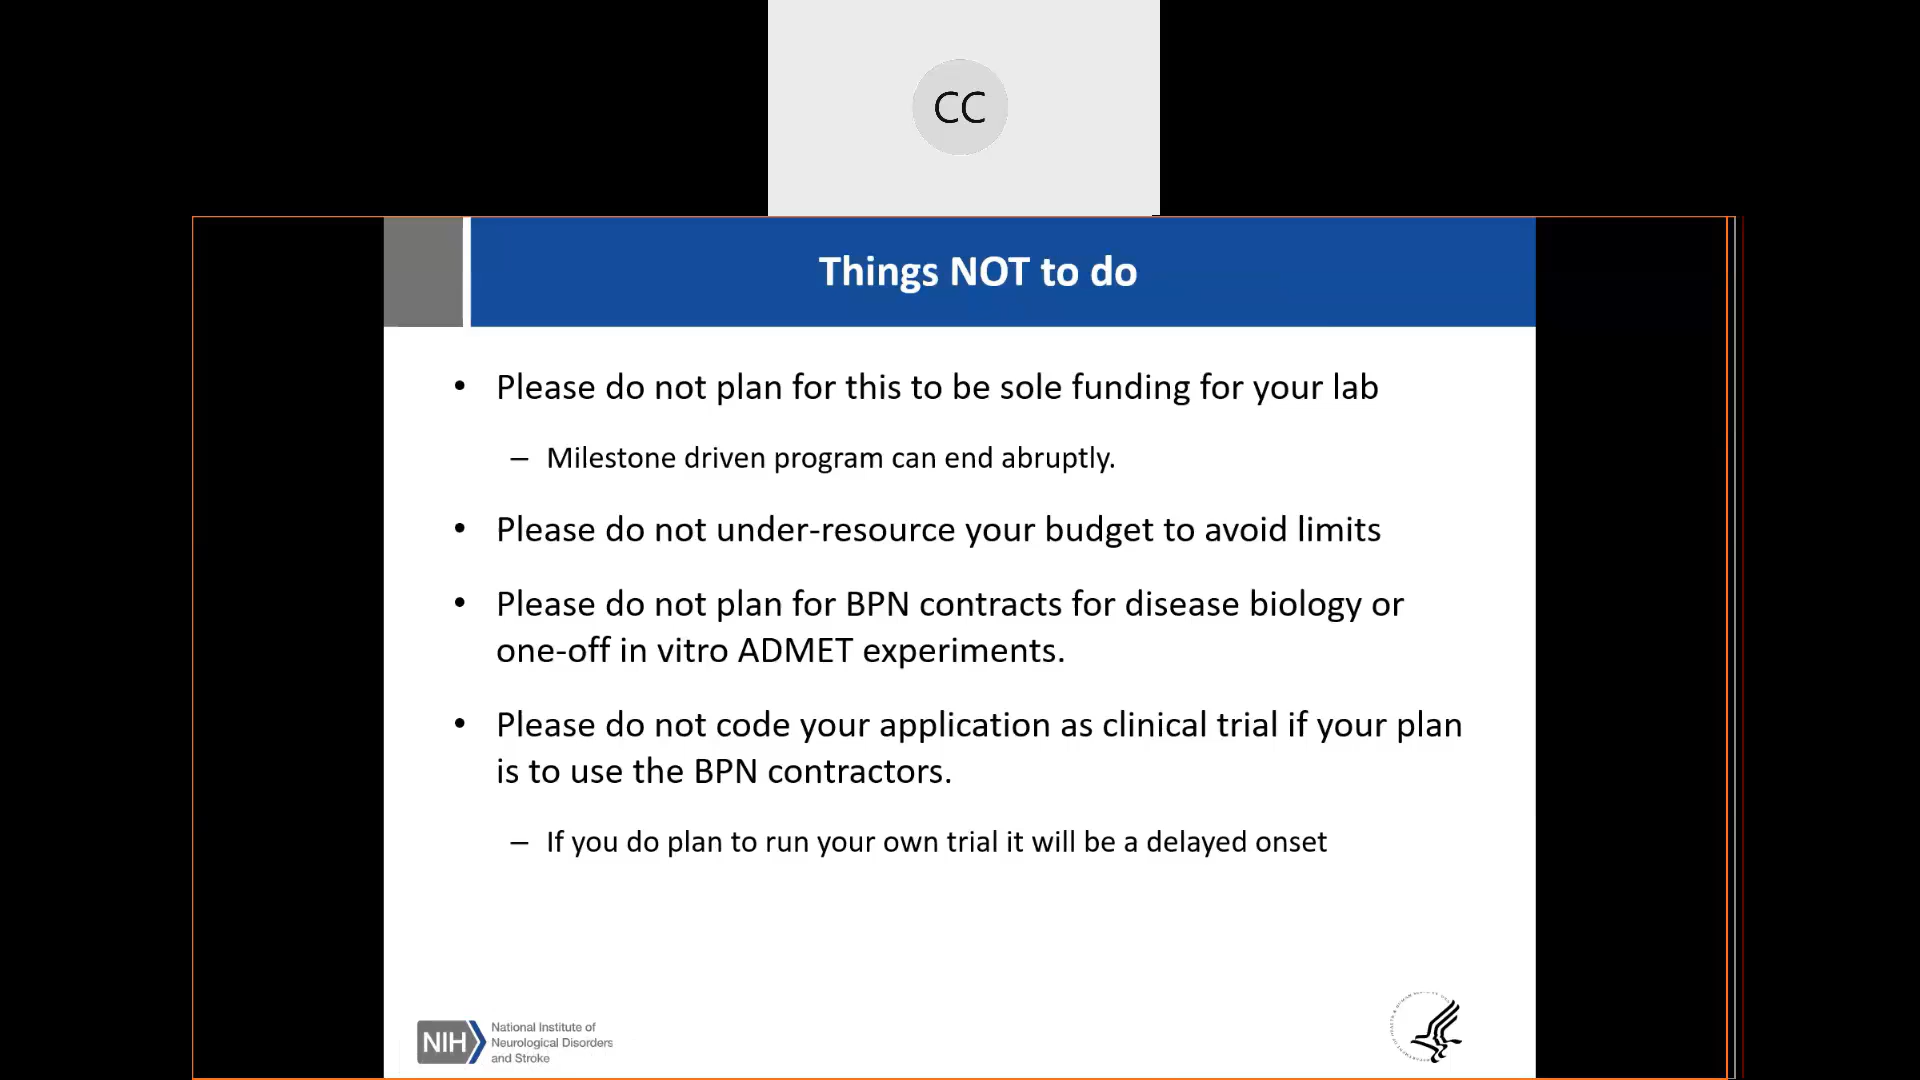 CC
Things NOT to do
• Please do not plan for this to be sole funding for your lab
– Milestone driven program can end abruptly.
• Please do not under-resource your budget to avoid limits
• Please do not plan for BPN contracts for disease biology or
one-off in vitro ADMET experiments.
• Please do not code your application as clinical trial if your plan
is to use the BPN contractors.
– If you do plan to run your own trial it will be a delayed onset
NIH
National Institute of
Neurological Disorders
and Stroke